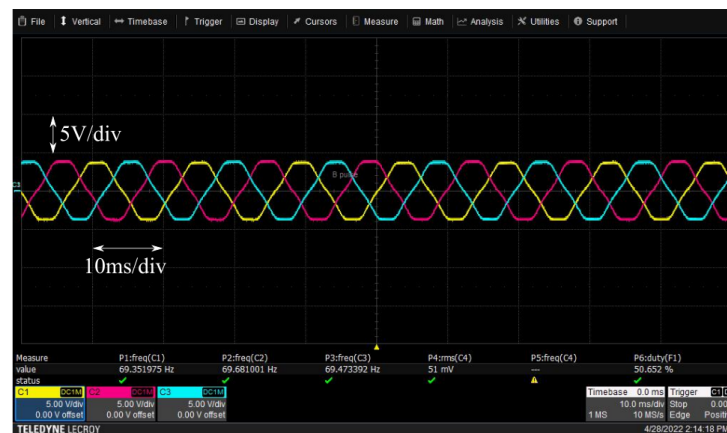 File Vertical Timebase Trigger Display Cursors Measure Math Analysis Utilities Support
5V/div
C3
10ms/div
Measure P1:freq(C1) P2:freq(C2) P3:freq(C3) P4:rms(C4) P5:freq(C4) P6:duty(F1)
value 69.351975 Hz 69.681001 Hz 69.473392 Hz 51 mV --- 50.652 %
status
C1 DC1M C2 DC1M C3 DC1M Timebase 0.0 ms Trigger
5.00 V/div 5.00 V/div 5.00 V/div 10.0 ms/div Stop 0.00
0.00 V offset 0.00 V offset 0.00 V offset 1 MS 10 MS/s Edge Positi
TELEDYNE LECROY 4/28/2022 2:14:18 PM